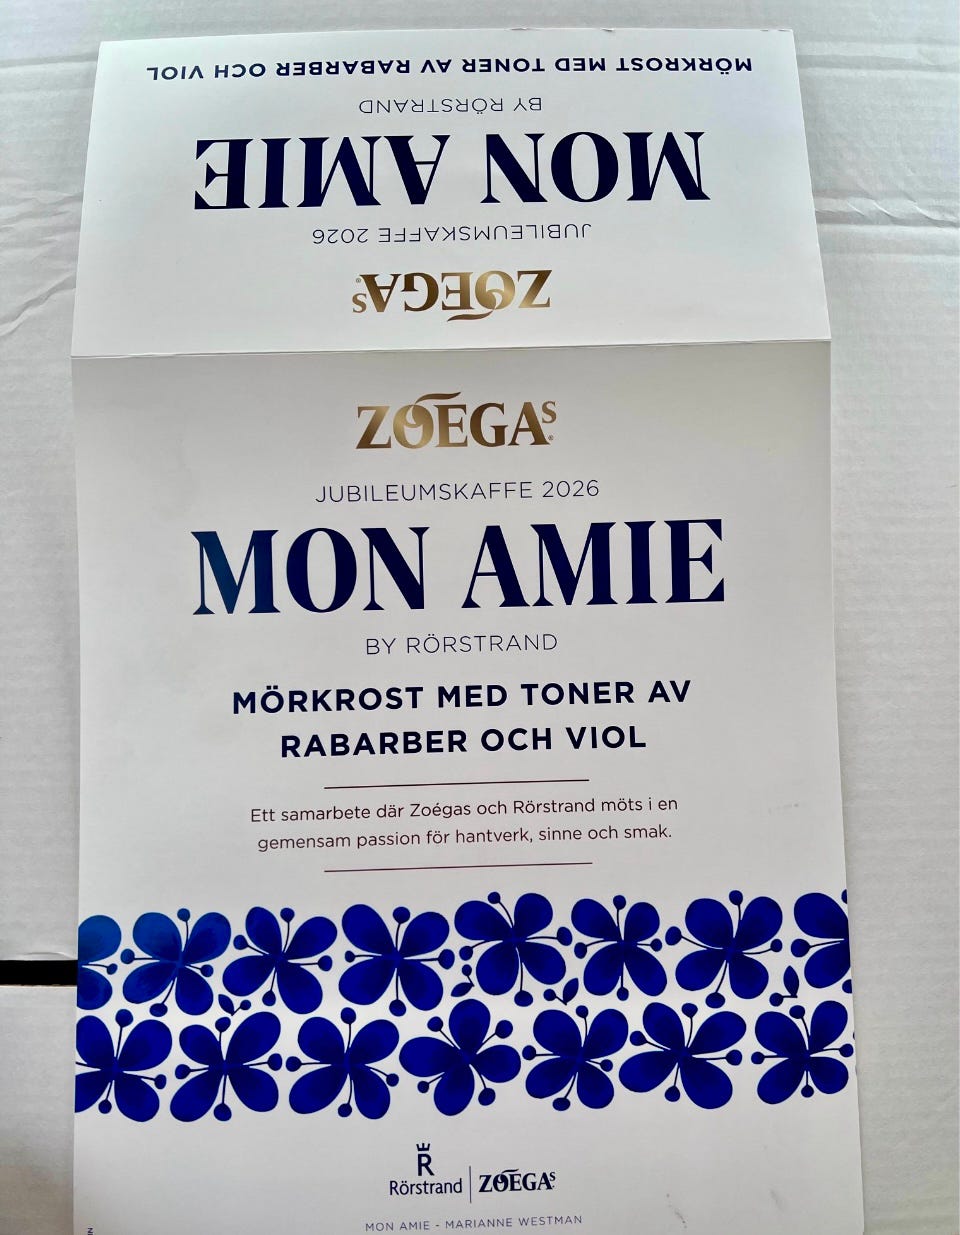 MÖRKROST MED TONER AV RABARBER OCH VIOL
BY RÖRSTRAND
MON AMIE
JUBILEUMSKAFFE 2026
ZOÉGAS®
ZOÉGAS®
JUBILEUMSKAFFE 2026
MON AMIE
BY RÖRSTRAND
MÖRKROST MED TONER AV
RABARBER OCH VIOL
Ett samarbete där Zoégas och Rörstrand möts i en
gemensam passion för hantverk, sinne och smak.
R
Rörstrand | ZOÉGAS
MON AMIE - MARIANNE WESTMAN